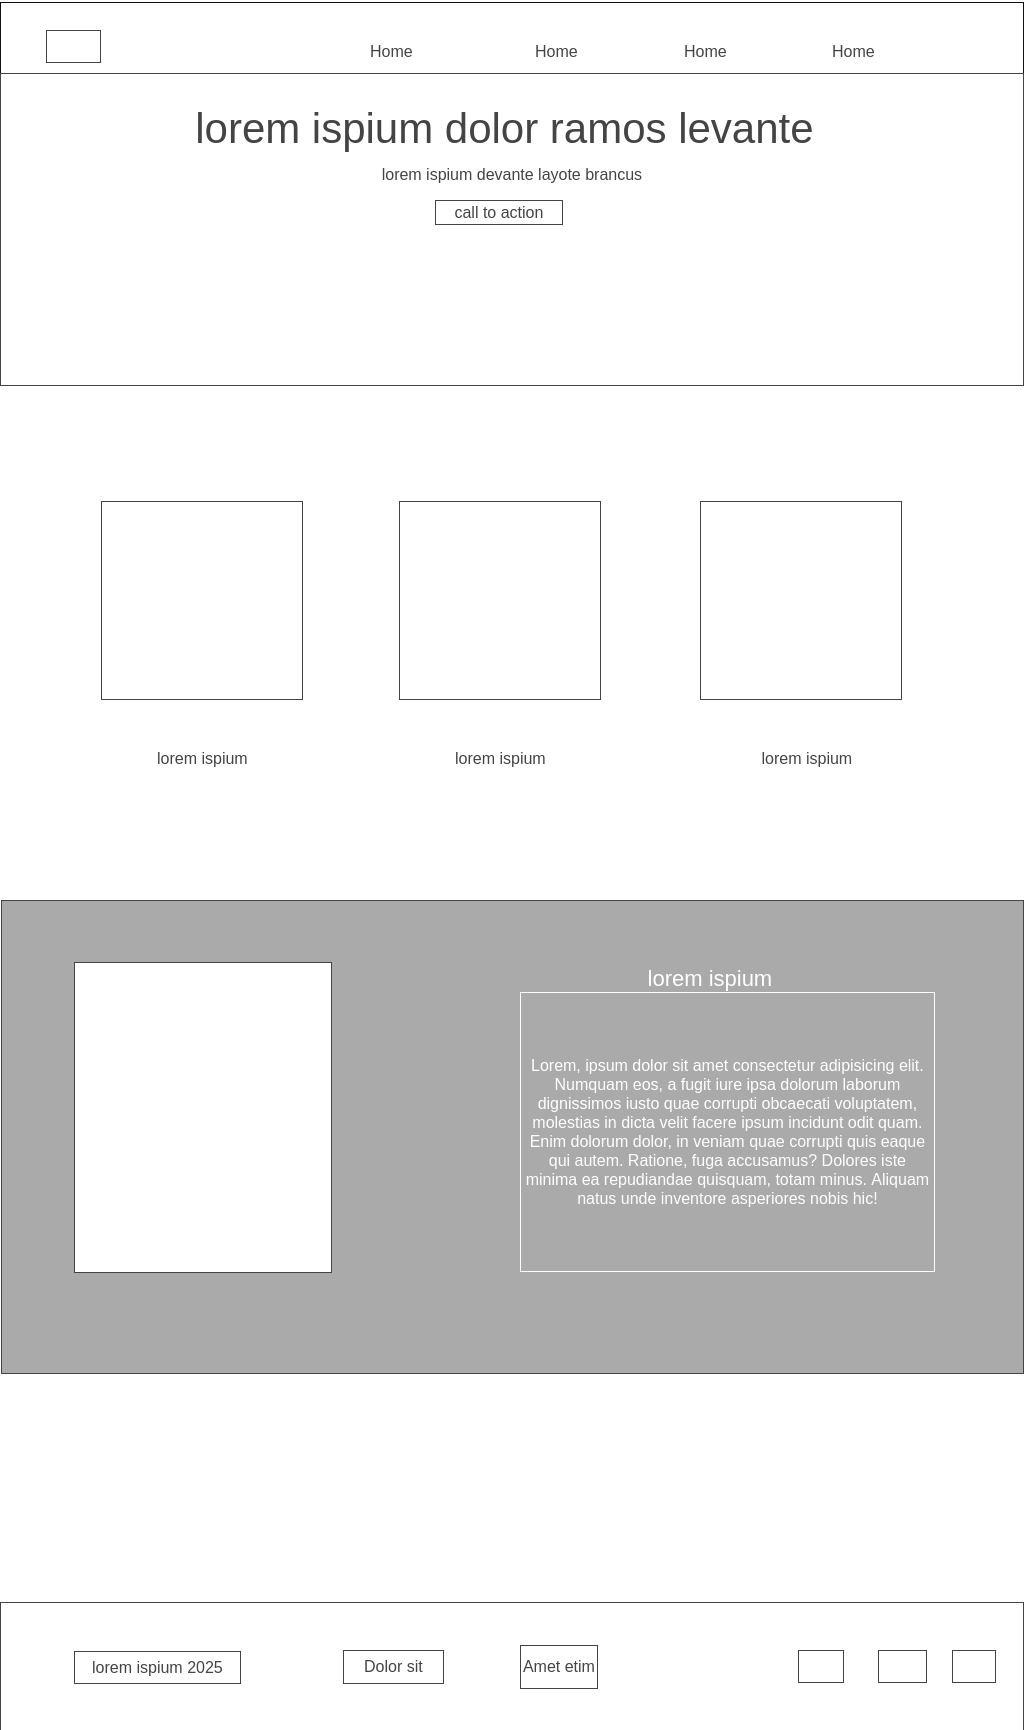 Home Home Home Home
lorem ispium dolor ramos levante
lorem ispium devante layote brancus
call to action
lorem ispium lorem ispium lorem ispium
lorem ispium
Lorem, ipsum dolor sit amet consectetur adipisicing elit.
Numquam eos, a fugit iure ipsa dolorum laborum
dignissimos iusto quae corrupti obcaecati voluptatem,
molestias in dicta velit facere ipsum incidunt odit quam.
Enim dolorum dolor, in veniam quae corrupti quis eaque
qui autem. Ratione, fuga accusamus? Dolores iste
minima ea repudiandae quisquam, totam minus. Aliquam
natus unde inventore asperiores nobis hic!
lorem ispium 2025 Dolor sit Amet etim